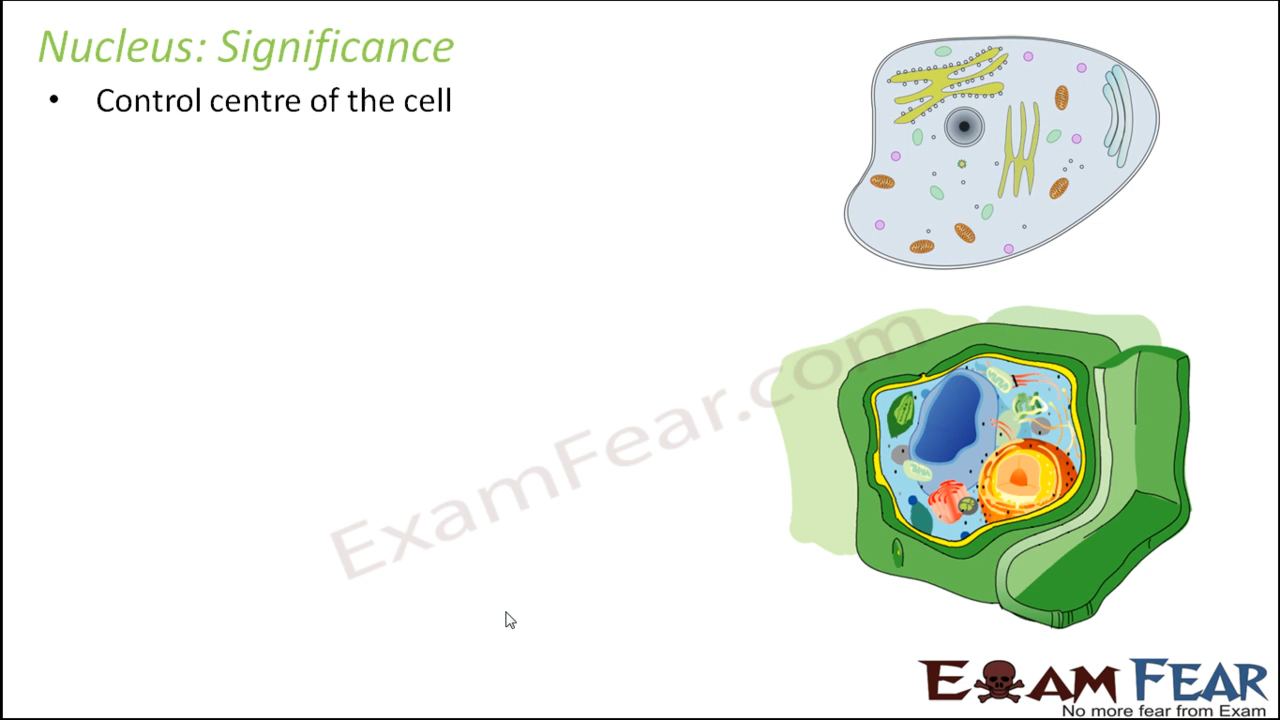 Nucleus: Significance
• Control centre of the cell
ExamFear.com
EXAM FEAR
No more fear from Exam